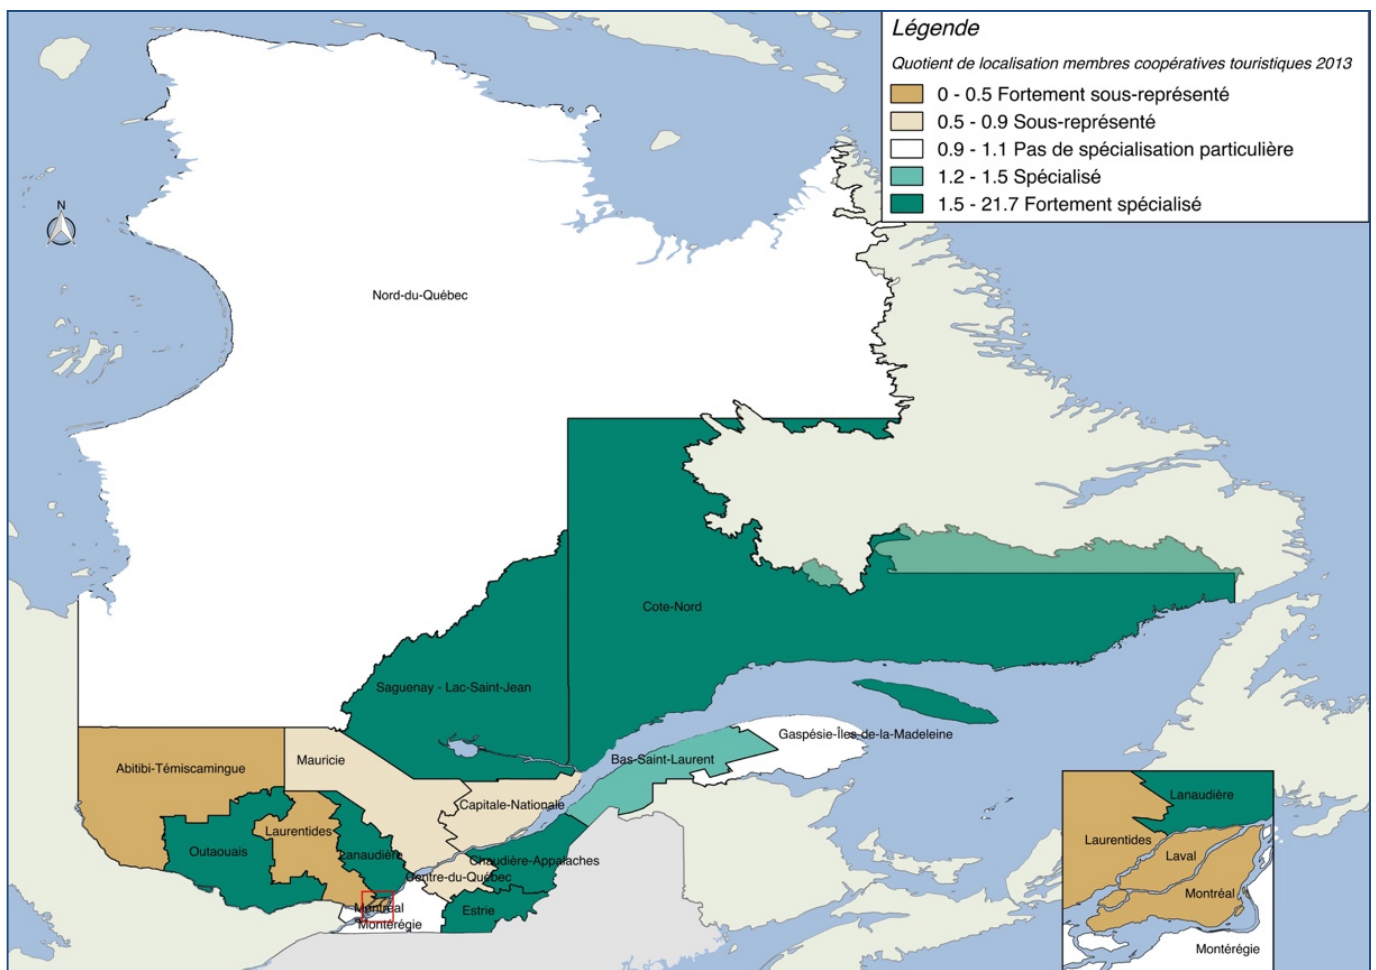 Légende
Quotient de localisation membres coopératives touristiques 2013
0 - 0.5 Fortement sous-représenté
0.5 - 0.9 Sous-représenté
0.9 - 1.1 Pas de spécialisation particulière
1.2 - 1.5 Spécialisé
1.5 - 21.7 Fortement spécialisé
N
Nord-du-Québec
Cote-Nord
Saguenay - Lac-Saint-Jean
Gaspésie-Îles-de-la-Madeleine
Bas-Saint-Laurent
Mauricie
Abitibi-Témiscamingue
Capitale-Nationale
Laurentides
Outaouais
Lanaudière
Chaudière-Appalaches
Centre-du-Québec
Estrie
Montréal
Montérégie
Lanaudière
Laurentides
Laval
Montréal
Montérégie